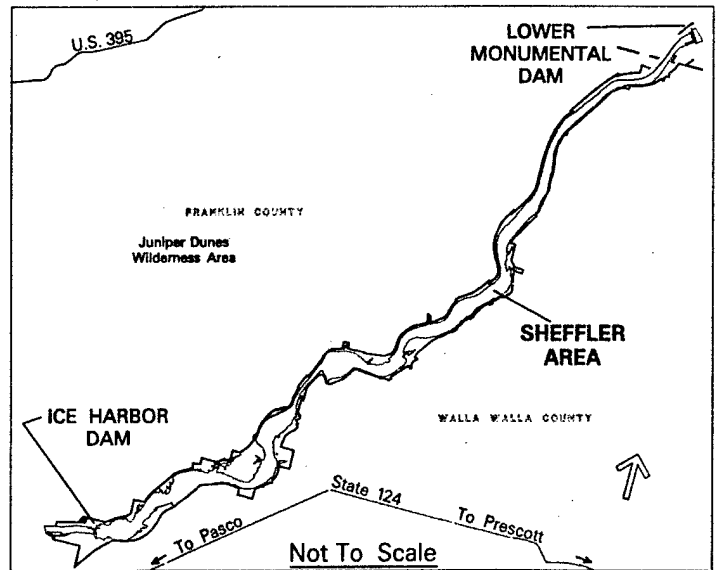 U.S. 395
LOWER
MONUMENTAL
DAM
FRANKLIN COUNTY
Juniper Dunes
Wilderness Area
SHEFFLER
AREA
ICE HARBOR
DAM
WALLA WALLA COUNTY
State 124
To Pasco
To Prescott
Not To Scale